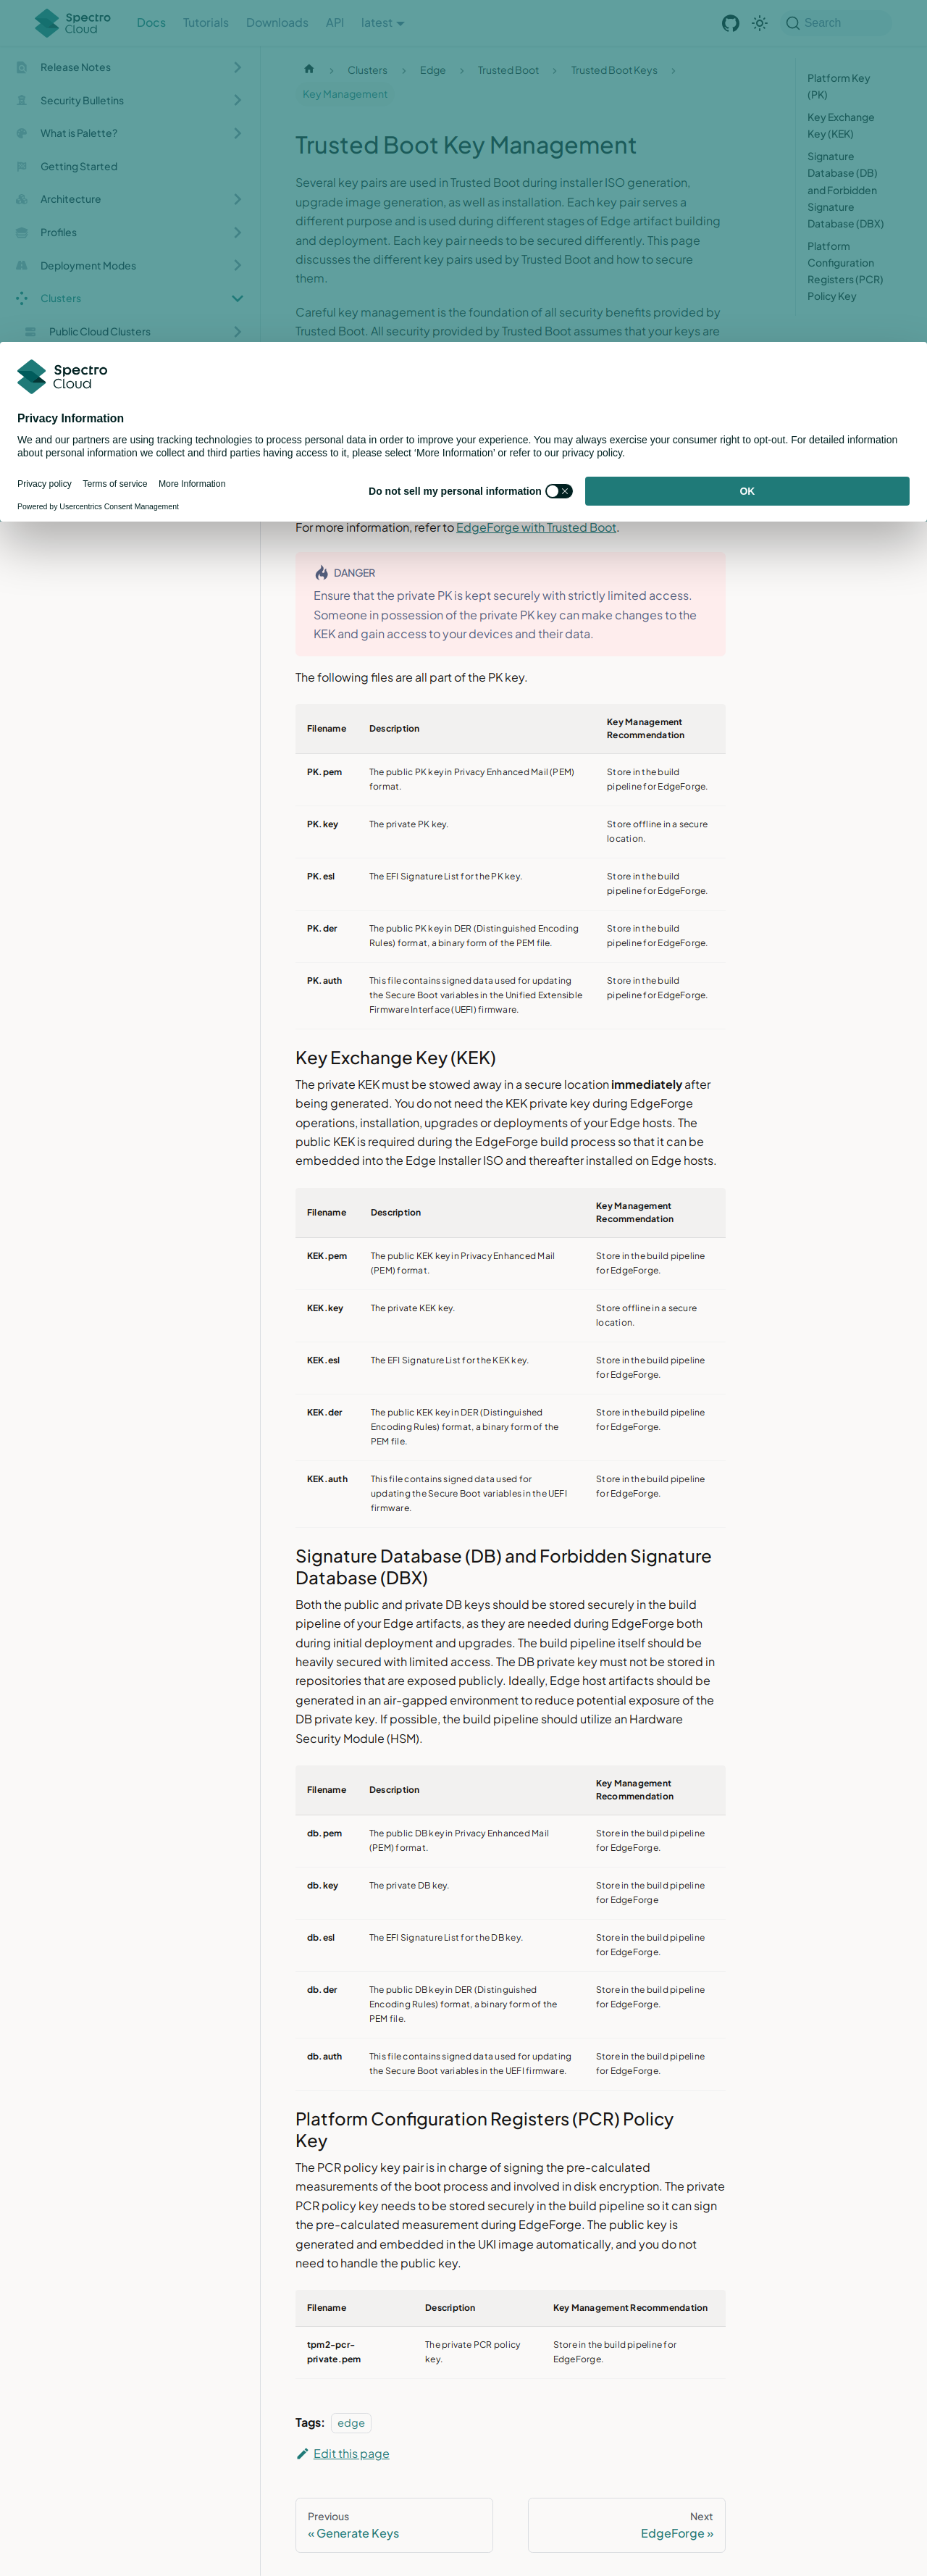 Spectro Cloud
Docs
Tutorials
Downloads
API
latest
Search
Release Notes
Security Bulletins
What is Palette?
Getting Started
Architecture
Profiles
Deployment Modes
Clusters
Public Cloud Clusters
Clusters
Edge
Trusted Boot
Trusted Boot Keys
Key Management
Trusted Boot Key Management
Several key pairs are used in Trusted Boot during installer ISO generation,
upgrade image generation, as well as installation. Each key pair serves a
different purpose and is used during different stages of Edge artifact building
and deployment. Each key pair needs to be secured differently. This page
discusses the different key pairs used by Trusted Boot and how to secure
them.
Careful key management is the foundation of all security benefits provided by
Trusted Boot. All security provided by Trusted Boot assumes that your keys are
Platform Key
(PK)
Key Exchange
Key (KEK)
Signature
Database (DB)
and Forbidden
Signature
Database (DBX)
Platform
Configuration
Registers (PCR)
Policy Key
Spectro
Cloud
Privacy Information
We and our partners are using tracking technologies to process personal data in order to improve your experience. You may always exercise your consumer right to opt-out. For detailed information
about personal information we collect and third parties having access to it, please select ‘More Information’ or refer to our privacy policy.
Privacy policy
Terms of service
More Information
Powered by Usercentrics Consent Management
Do not sell my personal information
OK
For more information, refer to EdgeForge with Trusted Boot.
DANGER
Ensure that the private PK is kept securely with strictly limited access.
Someone in possession of the private PK key can make changes to the
KEK and gain access to your devices and their data.
The following files are all part of the PK key.
Filename
Description
Key Management
Recommendation
PK.pem
The public PK key in Privacy Enhanced Mail (PEM)
format.
Store in the build
pipeline for EdgeForge.
PK.key
The private PK key.
Store offline in a secure
location.
PK.esl
The EFI Signature List for the PK key.
Store in the build
pipeline for EdgeForge.
PK.der
The public PK key in DER (Distinguished Encoding
Rules) format, a binary form of the PEM file.
Store in the build
pipeline for EdgeForge.
PK.auth
This file contains signed data used for updating
the Secure Boot variables in the Unified Extensible
Firmware Interface (UEFI) firmware.
Store in the build
pipeline for EdgeForge.
Key Exchange Key (KEK)
The private KEK must be stowed away in a secure location immediately after
being generated. You do not need the KEK private key during EdgeForge
operations, installation, upgrades or deployments of your Edge hosts. The
public KEK is required during the EdgeForge build process so that it can be
embedded into the Edge Installer ISO and thereafter installed on Edge hosts.
Filename
Description
Key Management
Recommendation
KEK.pem
The public KEK key in Privacy Enhanced Mail
(PEM) format.
Store in the build pipeline
for EdgeForge.
KEK.key
The private KEK key.
Store offline in a secure
location.
KEK.esl
The EFI Signature List for the KEK key.
Store in the build pipeline
for EdgeForge.
KEK.der
The public KEK key in DER (Distinguished
Encoding Rules) format, a binary form of the
PEM file.
Store in the build pipeline
for EdgeForge.
KEK.auth
This file contains signed data used for
updating the Secure Boot variables in the UEFI
firmware.
Store in the build pipeline
for EdgeForge.
Signature Database (DB) and Forbidden Signature
Database (DBX)
Both the public and private DB keys should be stored securely in the build
pipeline of your Edge artifacts, as they are needed during EdgeForge both
during initial deployment and upgrades. The build pipeline itself should be
heavily secured with limited access. The DB private key must not be stored in
repositories that are exposed publicly. Ideally, Edge host artifacts should be
generated in an air-gapped environment to reduce potential exposure of the
DB private key. If possible, the build pipeline should utilize an Hardware
Security Module (HSM).
Filename
Description
Key Management
Recommendation
db.pem
The public DB key in Privacy Enhanced Mail
(PEM) format.
Store in the build pipeline
for EdgeForge.
db.key
The private DB key.
Store in the build pipeline
for EdgeForge
db.esl
The EFI Signature List for the DB key.
Store in the build pipeline
for EdgeForge.
db.der
The public DB key in DER (Distinguished
Encoding Rules) format, a binary form of the
PEM file.
Store in the build pipeline
for EdgeForge.
db.auth
This file contains signed data used for updating
the Secure Boot variables in the UEFI firmware.
Store in the build pipeline
for EdgeForge.
Platform Configuration Registers (PCR) Policy
Key
The PCR policy key pair is in charge of signing the pre-calculated
measurements of the boot process and involved in disk encryption. The private
PCR policy key needs to be stored securely in the build pipeline so it can sign
the pre-calculated measurement during EdgeForge. The public key is
generated and embedded in the UKI image automatically, and you do not
need to handle the public key.
Filename
Description
Key Management Recommendation
tpm2-pcr-
private.pem
The private PCR policy
key.
Store in the build pipeline for
EdgeForge.
Tags:
edge
Edit this page
Previous
« Generate Keys
Next
EdgeForge »